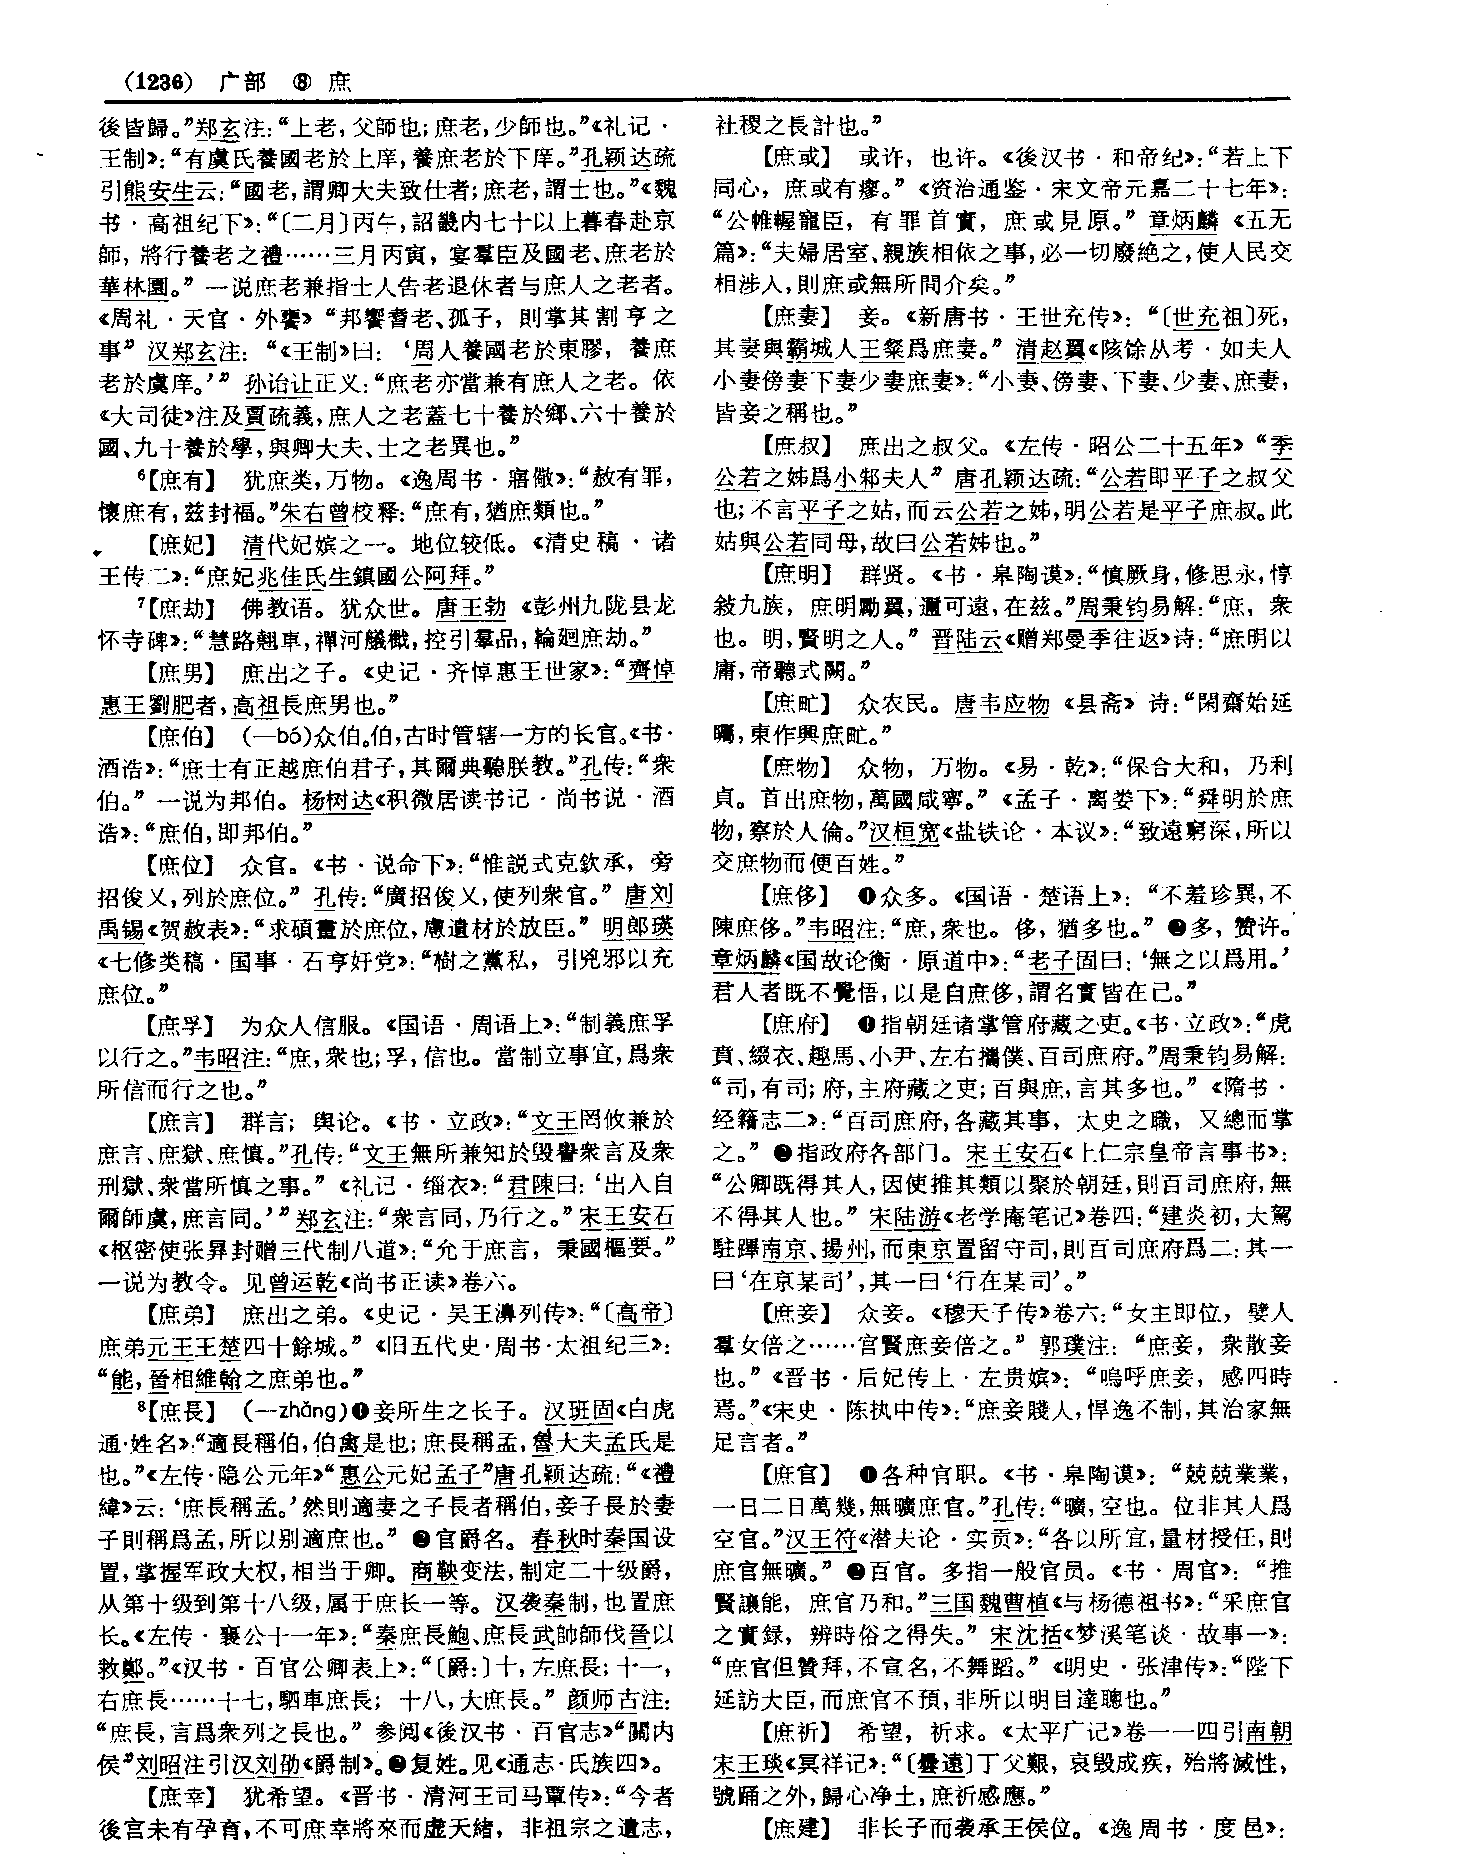 （1236） 广部 ⑧ 庶
後皆歸。”郑玄注：“上老，父師也；庶老，少師也。”《礼记·
王制》：“有虞氏養國老於上庠，養庶老於下庠。”孔颖达疏
引熊安生云：“國老，謂卿大夫致仕者；庶老，謂士也。”《魏
书·高祖纪下》：“〔二月〕丙午，詔畿内七十以上暮春赴京
師，將行養老之禮……三月丙寅，宴羣臣及國老、庶老於
華林園。”一说庶老兼指士人告老退休者与庶人之老者。
《周礼·天官·外饔》“邦饗耆老、孤子，則掌其割亨之
事”汉郑玄注：“《王制》曰：‘周人養國老於東膠，養庶
老於虞庠。’”孙诒让正义：“庶老亦當兼有庶人之老。依
《大司徒》注及賈疏義，庶人之老蓋七十養於鄉、六十養於
國、九十養於學，與卿大夫、士之老異也。”
⁶【庶有】 犹庶类，万物。《逸周书·寤儆》：“赦有罪，
懷庶有，兹封福。”朱右曾校释：“庶有，猶庶類也。”
【庶妃】 清代妃嫔之一。地位较低。《清史稿·诸
王传二》：“庶妃兆佳氏生鎮國公阿拜。”
⁷【庶劫】 佛教语。犹众世。唐王勃《彭州九陇县龙
怀寺碑》：“慧路翹車，禪河艤檝，控引羣品，輪廻庶劫。”
【庶男】 庶出之子。《史记·齐悼惠王世家》：“齊悼
惠王劉肥者，高祖長庶男也。”
【庶伯】 （—bó）众伯。伯，古时管辖一方的长官。《书·
酒诰》：“庶士有正越庶伯君子，其爾典聽朕教。”孔传：“衆
伯。”一说为邦伯。杨树达《积微居读书记·尚书说·酒
诰》：“庶伯，即邦伯。”
【庶位】 众官。《书·说命下》：“惟説式克欽承，旁
招俊乂，列於庶位。”孔传：“廣招俊乂，使列衆官。”唐刘
禹锡《贺赦表》：“求碩畫於庶位，慮遺材於放臣。”明郎瑛
《七修类稿·国事·石亨奸党》：“樹之黨私，引兇邪以充
庶位。”
【庶孚】 为众人信服。《国语·周语上》：“制義庶孚
以行之。”韦昭注：“庶，衆也；孚，信也。當制立事宜，爲衆
所信而行之也。”
【庶言】 群言；舆论。《书·立政》：“文王罔攸兼於
庶言、庶獄、庶慎。”孔传：“文王無所兼知於毁譽衆言及衆
刑獄、衆當所慎之事。”《礼记·缁衣》：“君陳曰：‘出入自
爾師虞，庶言同。’”郑玄注：“衆言同，乃行之。”宋王安石
《枢密使张昪封赠三代制八道》：“允于庶言，秉國樞要。”
一说为教令。见曾运乾《尚书正读》卷六。
【庶弟】 庶出之弟。《史记·吴王濞列传》：“〔高帝〕
庶弟元王王楚四十餘城。”《旧五代史·周书·太祖纪三》：
“能，晉相維翰之庶弟也。”
⁸【庶長】 （—zhǎng）❶妾所生之长子。汉班固《白虎
通·姓名》：“適長稱伯，伯禽是也；庶長稱孟，魯大夫孟氏是
也。”《左传·隐公元年》“惠公元妃孟子”唐孔颖达疏：“《禮
緯》云：‘庶長稱孟。’然則適妻之子長者稱伯，妾子長於妻
子則稱爲孟，所以别適庶也。”❷官爵名。春秋时秦国设
置，掌握军政大权，相当于卿。商鞅变法，制定二十级爵，
从第十级到第十八级，属于庶长一等。汉袭秦制，也置庶
长。《左传·襄公十一年》：“秦庶長鮑、庶長武帥師伐晉以
救鄭。”《汉书·百官公卿表上》：“〔爵：〕十，左庶長；十一，
右庶長……十七，駟車庶長；十八，大庶長。”颜师古注：
“庶長，言爲衆列之長也。”参阅《後汉书·百官志》“關内
侯”刘昭注引汉刘劭《爵制》。❸复姓。见《通志·氏族四》。
【庶幸】 犹希望。《晋书·清河王司马覃传》：“今者
後宫未有孕育，不可庶幸將來而虚天緒，非祖宗之遺志，
社稷之長計也。”
【庶或】 或许，也许。《後汉书·和帝纪》：“若上下
同心，庶或有瘳。”《资治通鉴·宋文帝元嘉二十七年》：
“公帷幄寵臣，有罪首實，庶或見原。”章炳麟《五无
篇》：“夫婦居室、親族相依之事，必一切廢絶之，使人民交
相涉入，則庶或無所間介矣。”
【庶妻】 妾。《新唐书·王世充传》：“〔世充祖〕死，
其妻與霸城人王粲爲庶妻。”清赵翼《陔馀丛考·如夫人
小妻傍妻下妻少妻庶妻》：“小妻、傍妻、下妻、少妻、庶妻，
皆妾之稱也。”
【庶叔】 庶出之叔父。《左传·昭公二十五年》“季
公若之姊爲小邾夫人”唐孔颖达疏：“公若即平子之叔父
也；不言平子之姑，而云公若之姊，明公若是平子庶叔。此
姑與公若同母，故曰公若姊也。”
【庶明】 群贤。《书·皋陶谟》：“慎厥身，修思永，惇
敍九族，庶明勵翼，邇可遠，在兹。”周秉钧易解：“庶，衆
也。明，賢明之人。”晋陆云《赠郑曼季往返》诗：“庶明以
庸，帝聽式闕。”
【庶甿】 众农民。唐韦应物《县斋》诗：“閑齋始延
矚，東作興庶甿。”
【庶物】 众物，万物。《易·乾》：“保合大和，乃利
貞。首出庶物，萬國咸寧。”《孟子·离娄下》：“舜明於庶
物，察於人倫。”汉桓宽《盐铁论·本议》：“致遠窮深，所以
交庶物而便百姓。”
【庶侈】 ❶众多。《国语·楚语上》：“不羞珍異，不
陳庶侈。”韦昭注：“庶，衆也。侈，猶多也。”❷多，赞许。
章炳麟《国故论衡·原道中》：“老子固曰：‘無之以爲用。’
君人者既不覺悟，以是自庶侈，謂名實皆在己。”
【庶府】 ❶指朝廷诸掌管府藏之吏。《书·立政》：“虎
賁、綴衣、趣馬、小尹、左右攜僕、百司庶府。”周秉钧易解：
“司，有司；府，主府藏之吏；百與庶，言其多也。”《隋书·
经籍志二》：“百司庶府，各藏其事，太史之職，又總而掌
之。”❷指政府各部门。宋王安石《上仁宗皇帝言事书》：
“公卿既得其人，因使推其類以聚於朝廷，則百司庶府，無
不得其人也。”宋陆游《老学庵笔记》卷四：“建炎初，大駕
駐蹕南京、揚州，而東京置留守司，則百司庶府爲二：其一
曰‘在京某司’，其一曰‘行在某司’。”
【庶妾】 众妾。《穆天子传》卷六：“女主即位，嬖人
羣女倍之……宫賢庶妾倍之。”郭璞注：“庶妾，衆散妾
也。”《晋书·后妃传上·左贵嫔》：“嗚呼庶妾，感四時
焉。”《宋史·陈执中传》：“庶妾賤人，悍逸不制，其治家無
足言者。”
【庶官】 ❶各种官职。《书·皋陶谟》：“兢兢業業，
一日二日萬幾，無曠庶官。”孔传：“曠，空也。位非其人爲
空官。”汉王符《潜夫论·实贡》：“各以所宜，量材授任，則
庶官無曠。”❷百官。多指一般官员。《书·周官》：“推
賢讓能，庶官乃和。”三国魏曹植《与杨德祖书》：“采庶官
之實録，辨時俗之得失。”宋沈括《梦溪笔谈·故事一》：
“庶官但贊拜，不宣名，不舞蹈。”《明史·张津传》：“陛下
延訪大臣，而庶官不預，非所以明目達聰也。”
【庶祈】 希望，祈求。《太平广记》卷一一四引南朝
宋王琰《冥祥记》：“〔曇遠〕丁父艱，哀毁成疾，殆將滅性，
號踊之外，歸心净土，庶祈感應。”
【庶建】 非长子而袭承王侯位。《逸周书·度邑》：